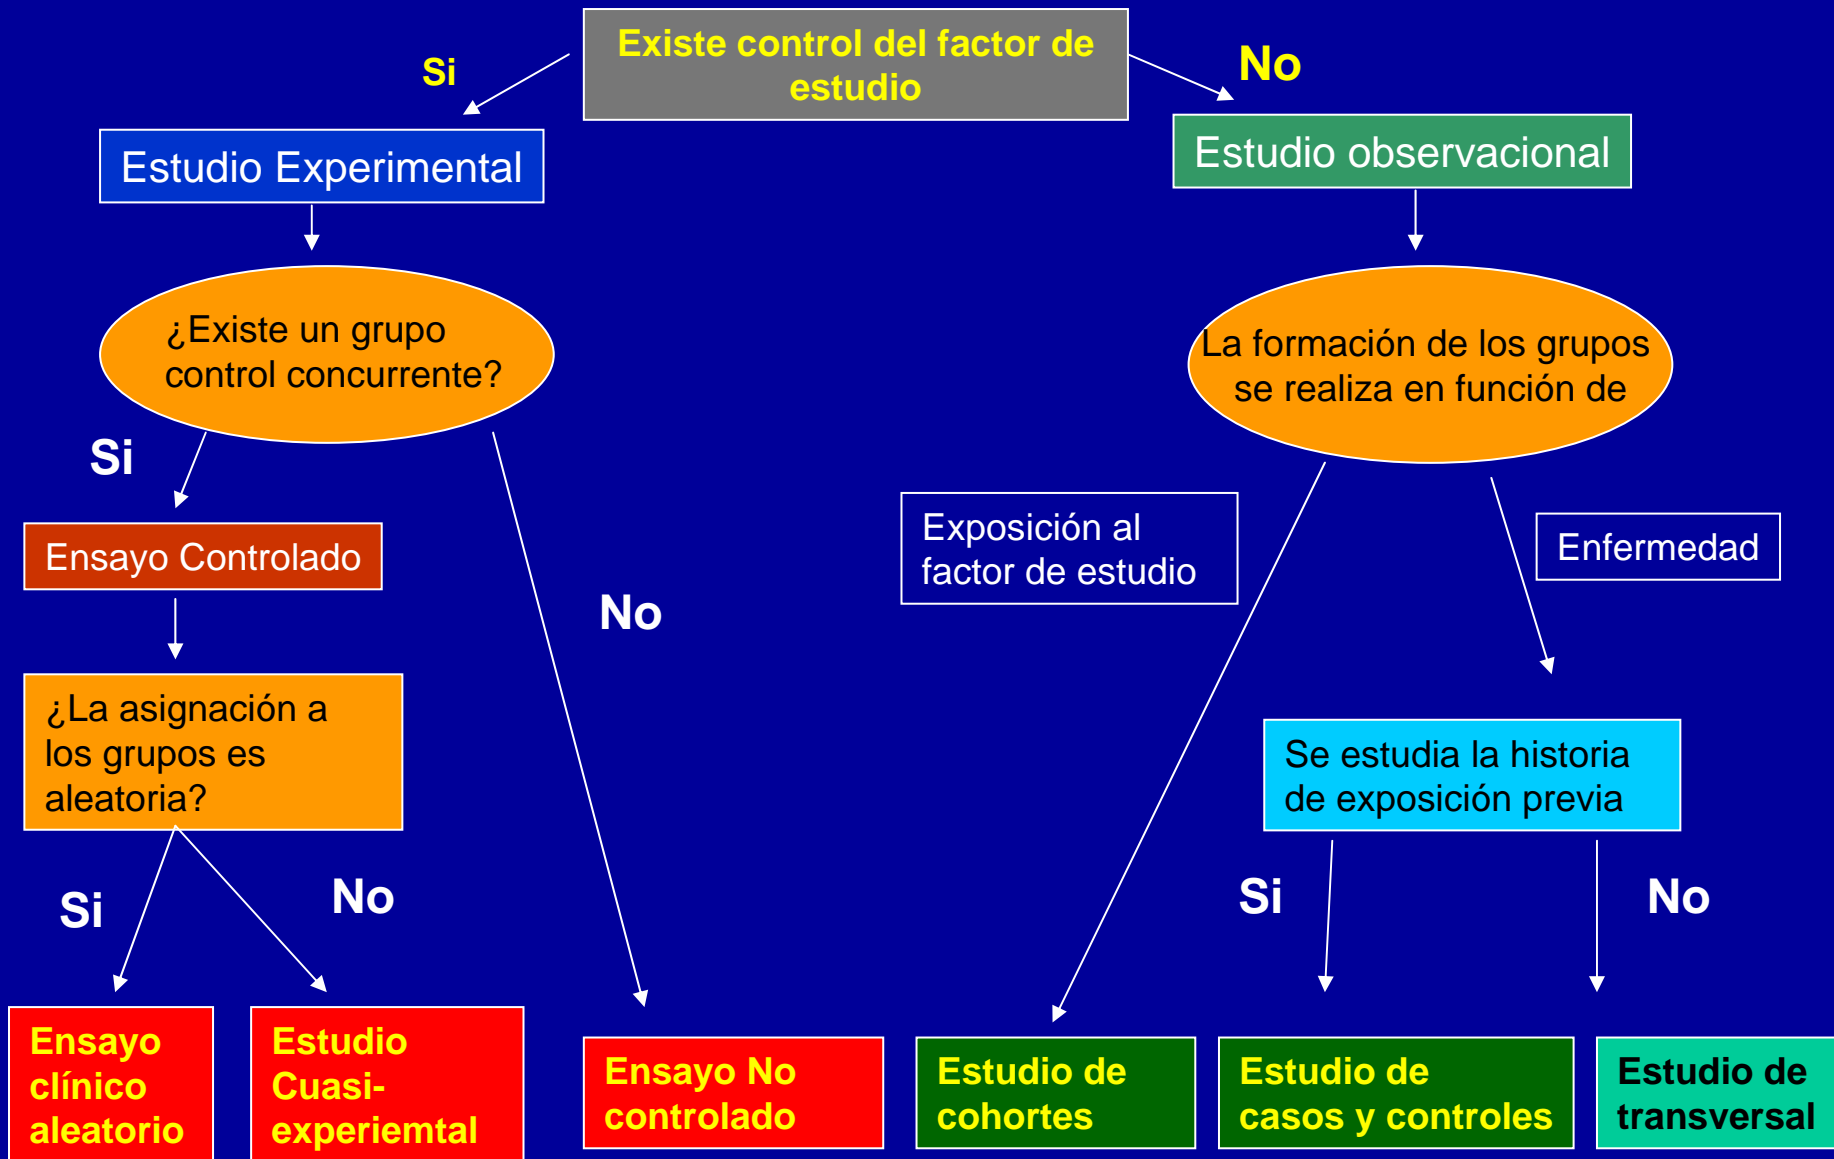 Existe control del factor de
estudio
Si
No
Estudio Experimental
Estudio observacional
¿Existe un grupo
control concurrente?
La formación de los grupos
se realiza en función de
Si
No
Exposición al
factor de estudio
Enfermedad
Ensayo Controlado
¿La asignación a
los grupos es
aleatoria?
Se estudia la historia
de exposición previa
Si
No
Si
No
Ensayo
clínico
aleatorio
Estudio
Cuasi-
experiemtal
Ensayo No
controlado
Estudio de
cohortes
Estudio de
casos y controles
Estudio de
transversal